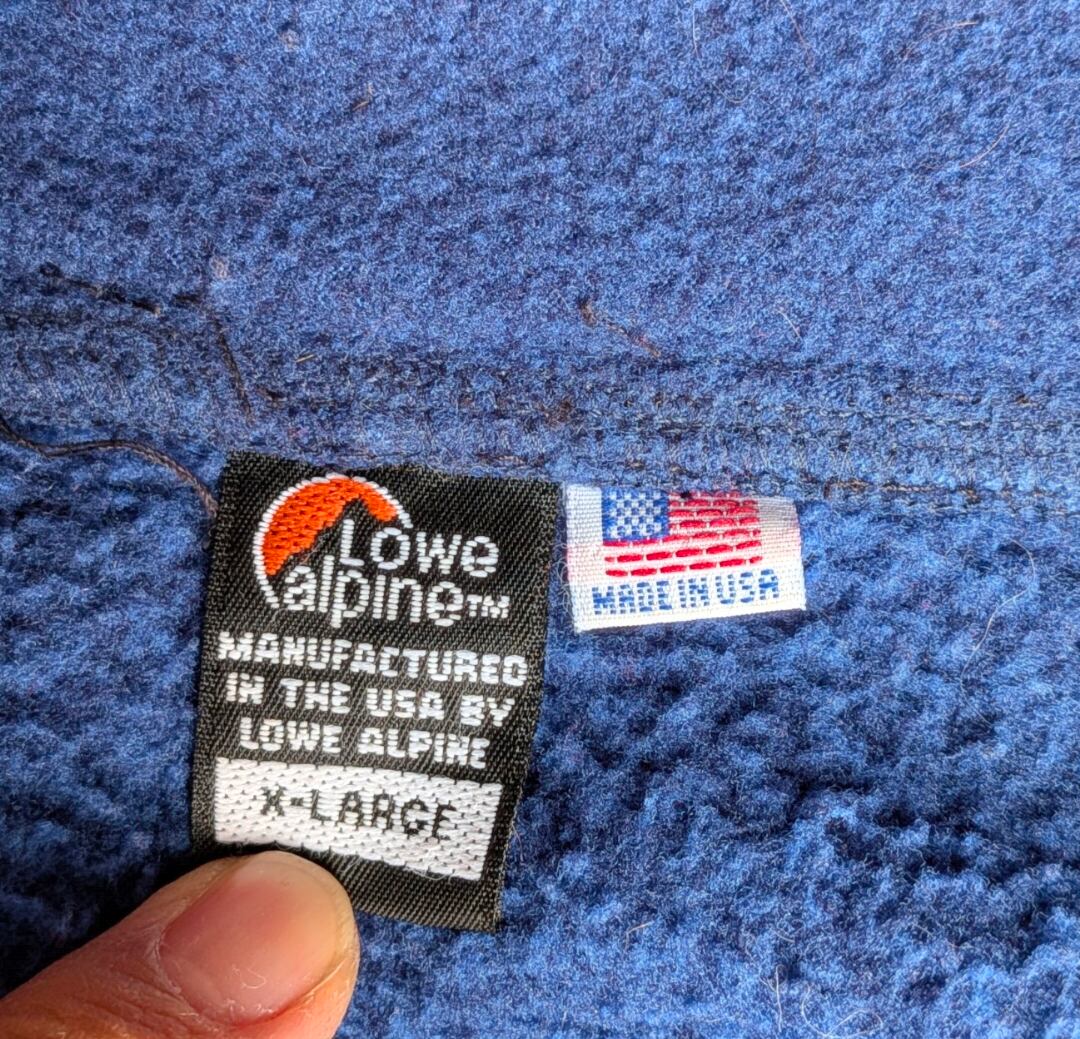 Lowe
alpine™
MANUFACTURED
IN THE USA BY
LOWE ALPINE
X-LARGE
MADE IN USA